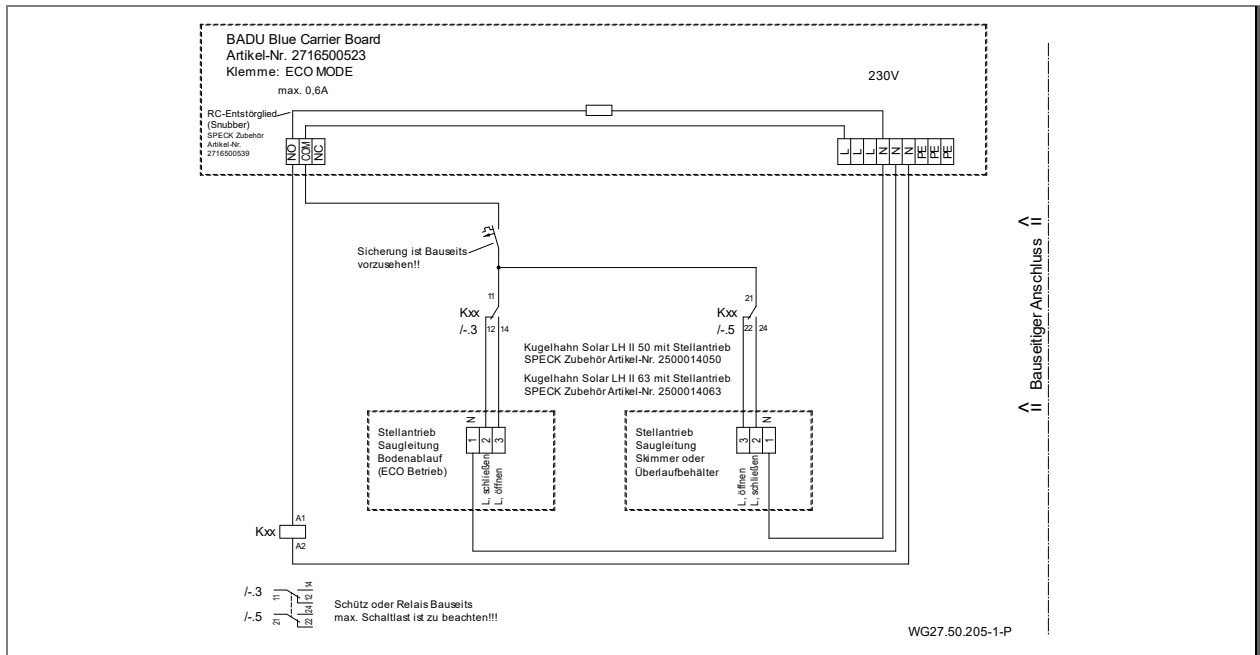 BADU Blue Carrier Board
Artikel-Nr. 2716500523
Klemme: ECO MODE
max. 0,6A
230V
RC-Entstörglied
(Snubber)
SPECK Zubehör
Artikel-Nr.
2716500539
NO
COM
NC
L
L
L
N
N
N
PE
PE
PE
Sicherung ist Bauseits
vorzusehen!!
11
Kxx
/-.3
12
14
21
Kxx
/-.5
22
24
Kugelhahn Solar LH II 50 mit Stellantrieb
SPECK Zubehör Artikel-Nr. 2500014050
Kugelhahn Solar LH II 63 mit Stellantrieb
SPECK Zubehör Artikel-Nr. 2500014063
Stellantrieb
Saugleitung
Bodenablauf
(ECO Betrieb)
N
1
2
3
L, schließen
L, öffnen
Stellantrieb
Saugleitung
Skimmer oder
Überlaufbehälter
N
3
2
1
L, öffnen
L, schließen
A1
Kxx
A2
/-.3
11
12
14
/-.5
21
22
24
Schütz oder Relais Bauseits
max. Schaltlast ist zu beachten!!!
<= Bauseitiger Anschluss <=
WG27.50.205-1-P